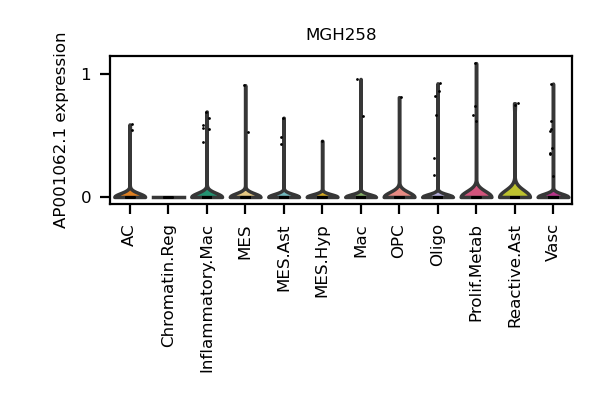 MGH258
AP001062.1 expression
1
0
AC
Chromatin.Reg
Inflammatory.Mac
MES
MES.Ast
MES.Hyp
Mac
OPC
Oligo
Prolif.Metab
Reactive.Ast
Vasc